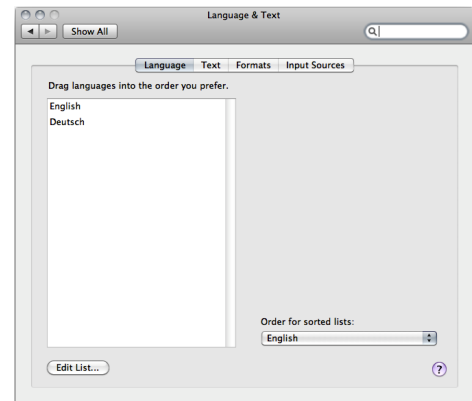 Language & Text
Show All
Language Text Formats Input Sources
Drag languages into the order you prefer.
English
Deutsch
Order for sorted lists:
English
Edit List...
?